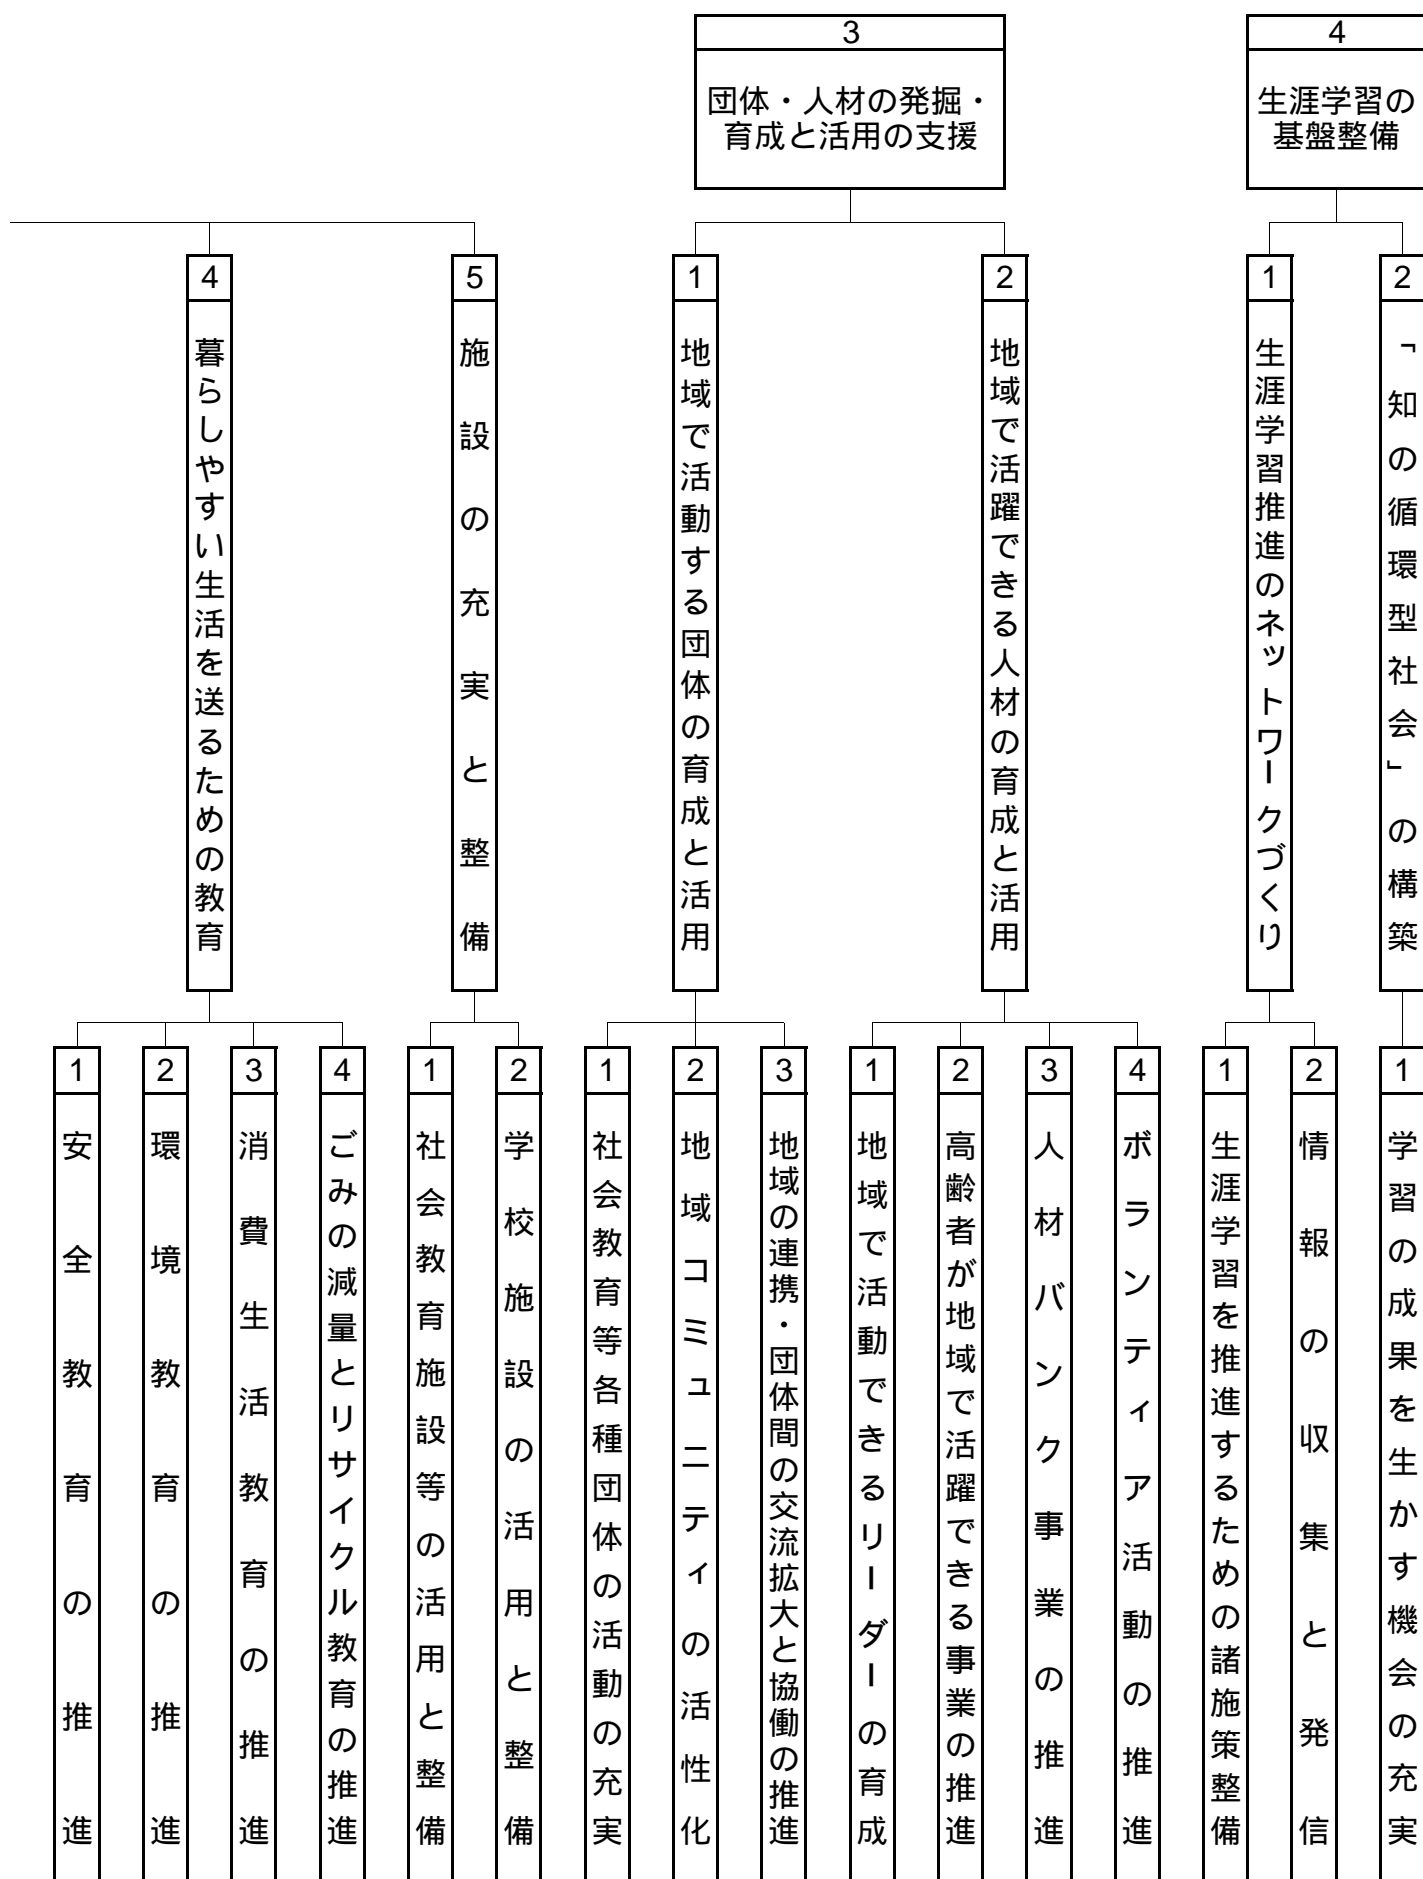 3
団体・人材の発掘・
育成と活用の支援
4
生涯学習の
基盤整備
4
暮らしやすい生活を送るための教育
5
施設の充実と整備
1
地域で活動する団体の育成と活用
2
地域で活躍できる人材の育成と活用
1
生涯学習推進のネットワークづくり
2
「知の循環型社会」の構築
1
安全教育の推進
2
環境教育の推進
3
消費生活教育の推進
4
ごみの減量とリサイクル教育の推進
1
社会教育施設等の活用と整備
2
学校施設の活用と整備
1
社会教育等各種団体の活動の充実
2
地域コミュニティの活性化
3
地域の連携・団体間の交流拡大と協働の推進
1
地域で活動できるリーダーの育成
2
高齢者が地域で活躍できる事業の推進
3
人材バンク事業の推進
4
ボランティア活動の推進
1
生涯学習を推進するための諸施策整備
2
情報の収集と発信
1
学習の成果を生かす機会の充実